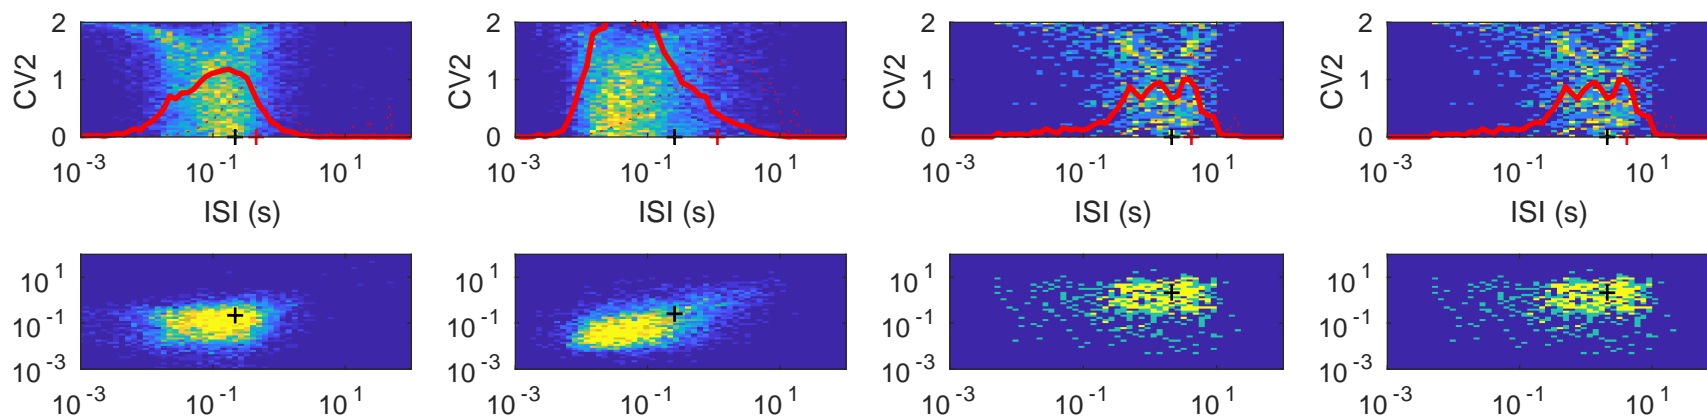 2 2 2 2
CV2 CV2 CV2 CV2
1 1 1 1
0 0 0 0
10^-3 10^-1 10^1 10^-3 10^-1 10^1 10^-3 10^-1 10^1 10^-3 10^-1 10^1
ISI (s) ISI (s) ISI (s) ISI (s)
10^1 10^1 10^1 10^1
10^-1 10^-1 10^-1 10^-1
10^-3 10^-3 10^-3 10^-3
10^-3 10^-1 10^1 10^-3 10^-1 10^1 10^-3 10^-1 10^1 10^-3 10^-1 10^1